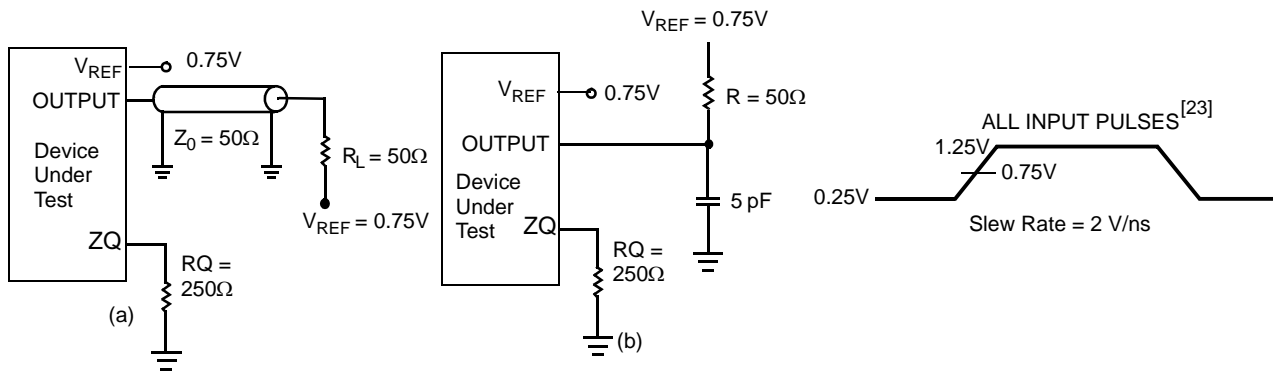 V_REF 0.75V
OUTPUT
Z_0 = 50Ω
Device
Under
Test
R_L = 50Ω
V_REF = 0.75V
ZQ
RQ =
250Ω
(a)
V_REF = 0.75V
R = 50Ω
V_REF 0.75V
OUTPUT
Device
Under
Test
5 pF
ZQ
RQ =
250Ω
(b)
ALL INPUT PULSES[23]
1.25V
0.75V
0.25V
Slew Rate = 2 V/ns